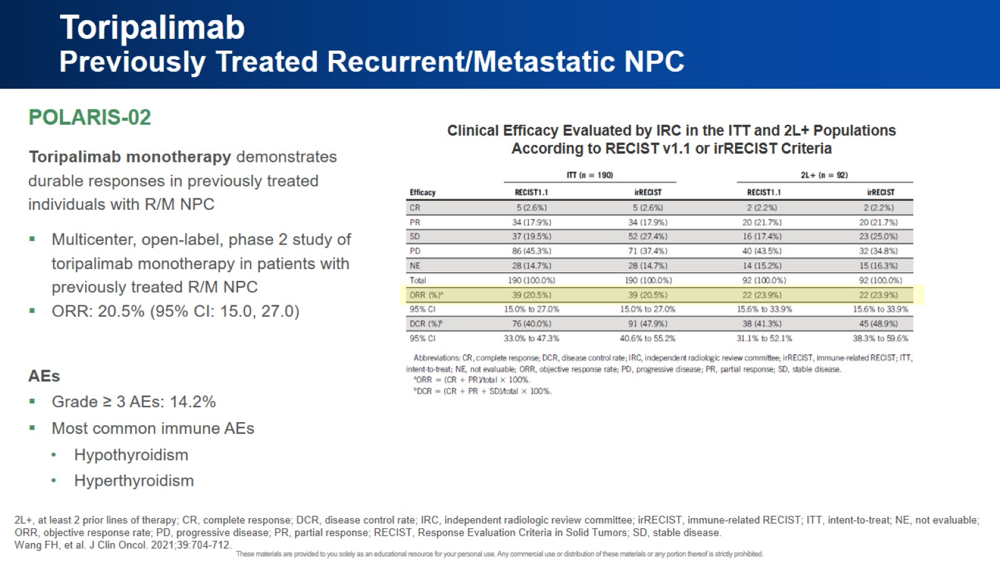 Toripalimab
Previously Treated Recurrent/Metastatic NPC
POLARIS-02
Toripalimab monotherapy demonstrates
durable responses in previously treated
individuals with R/M NPC
▪ Multicenter, open-label, phase 2 study of
toripalimab monotherapy in patients with
previously treated R/M NPC
▪ ORR: 20.5% (95% CI: 15.0, 27.0)
AEs
▪ Grade ≥ 3 AEs: 14.2%
▪ Most common immune AEs
• Hypothyroidism
• Hyperthyroidism
Clinical Efficacy Evaluated by IRC in the ITT and 2L+ Populations
According to RECIST v1.1 or irRECIST Criteria
ITT (n = 190) 2L+ (n = 92)
Efficacy RECIST1.1 irRECIST RECIST1.1 irRECIST
CR 5 (2.6%) 5 (2.6%) 2 (2.2%) 2 (2.2%)
PR 34 (17.9%) 34 (17.9%) 20 (21.7%) 20 (21.7%)
SD 37 (19.5%) 52 (27.4%) 16 (17.4%) 23 (25.0%)
PD 86 (45.3%) 71 (37.4%) 40 (43.5%) 32 (34.8%)
NE 28 (14.7%) 28 (14.7%) 14 (15.2%) 15 (16.3%)
Total 190 (100.0%) 190 (100.0%) 92 (100.0%) 92 (100.0%)
ORR (%)ᵃ 39 (20.5%) 39 (20.5%) 22 (23.9%) 22 (23.9%)
95% CI 15.0% to 27.0% 15.0% to 27.0% 15.6% to 33.9% 15.6% to 33.9%
DCR (%)ᵇ 76 (40.0%) 91 (47.9%) 38 (41.3%) 45 (48.9%)
95% CI 33.0% to 47.3% 40.6% to 55.2% 31.1% to 52.1% 38.3% to 59.6%
Abbreviations: CR, complete response; DCR, disease control rate; IRC, independent radiologic review committee; irRECIST, immune-related RECIST; ITT,
intent-to-treat; NE, not evaluable; ORR, objective response rate; PD, progressive disease; PR, partial response; SD, stable disease.
ᵃORR = (CR + PR)/total × 100%.
ᵇDCR = (CR + PR + SD)/total × 100%.
2L+, at least 2 prior lines of therapy; CR, complete response; DCR, disease control rate; IRC, independent radiologic review committee; irRECIST, immune-related RECIST; ITT, intent-to-treat; NE, not evaluable;
ORR, objective response rate; PD, progressive disease; PR, partial response; RECIST, Response Evaluation Criteria in Solid Tumors; SD, stable disease.
Wang FH, et al. J Clin Oncol. 2021;39:704-712.
These materials are provided to you solely as an educational resource for your personal use. Any commercial use or distribution of these materials or any portion thereof is strictly prohibited.